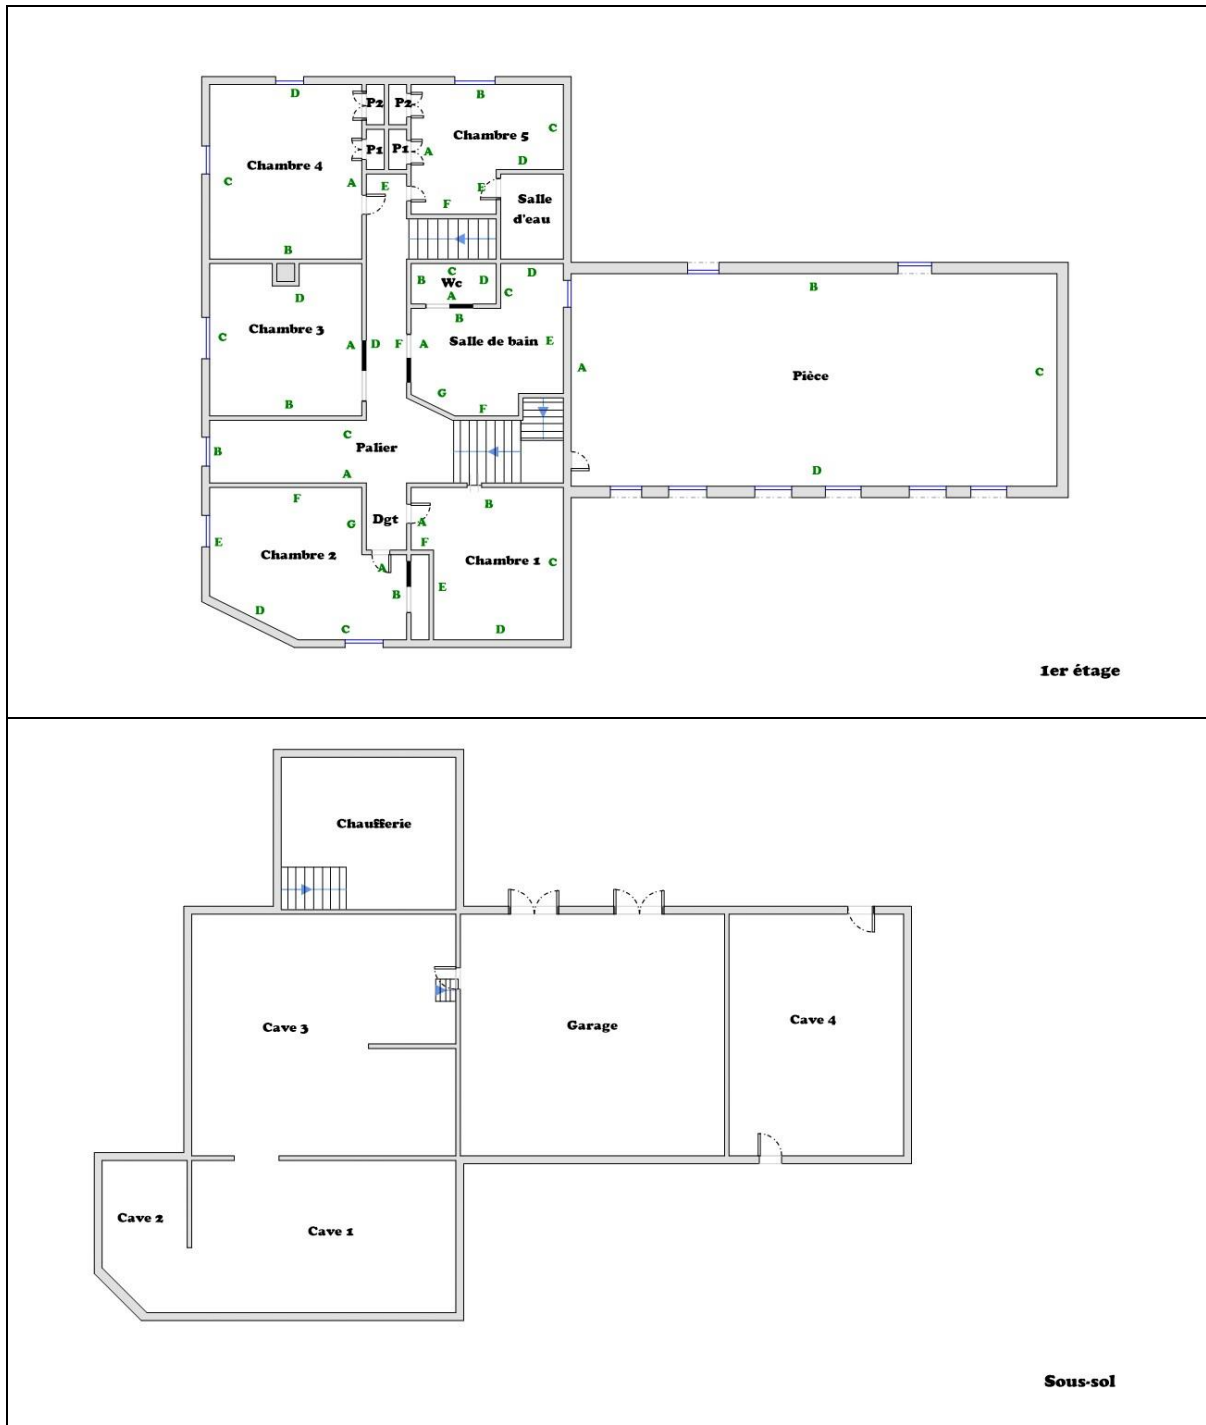 D
P2
P2
B
Chambre 5
C
P1
P1
A
D
Chambre 4
C
A
E
E
Salle
d'eau
F
B
B
C
D
D
Wc
A
C
D
B
Chambre 3
C
A
D
F
A
Salle de bain
E
B
G
F
B
Pièce
A
C
D
C
Palier
B
A
F
G
Dgt
B
A
E
Chambre 2
F
Chambre 1
C
A
B
E
D
C
D
1er étage
Chaufferie
Cave 3
Garage
Cave 4
Cave 2
Cave 1
Sous-sol